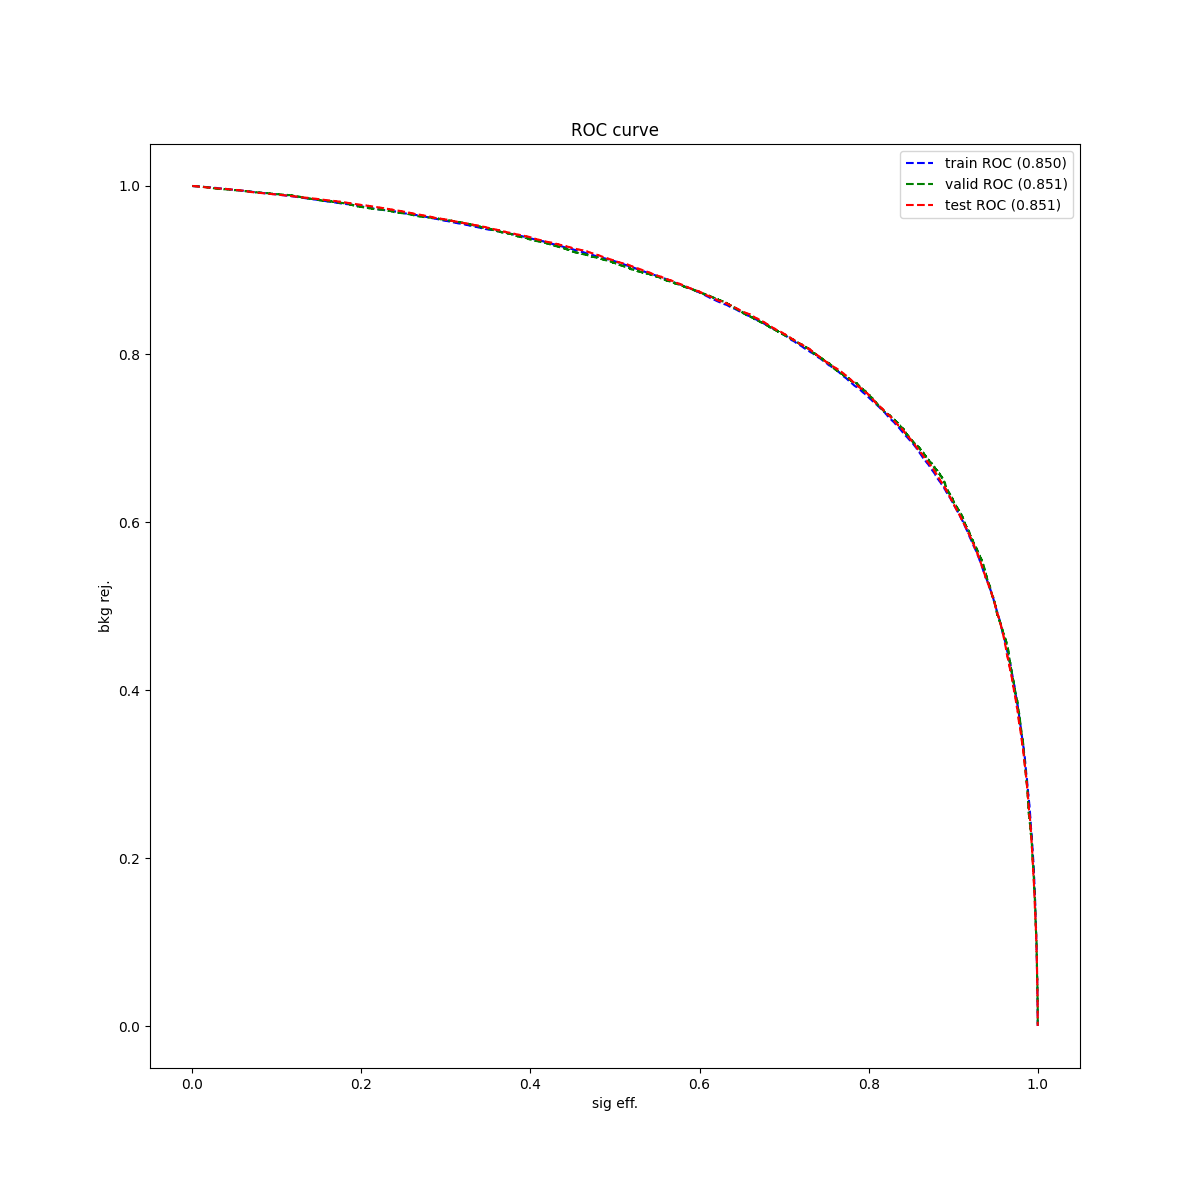 ROC curve
train ROC (0.850)
valid ROC (0.851)
test ROC (0.851)
1.0
0.8
0.6
0.4
0.2
0.0
bkg rej.
0.0 0.2 0.4 0.6 0.8 1.0
sig eff.